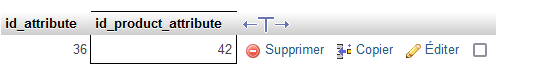 id_attribute id_product_attribute
36 42 Supprimer Copier Éditer